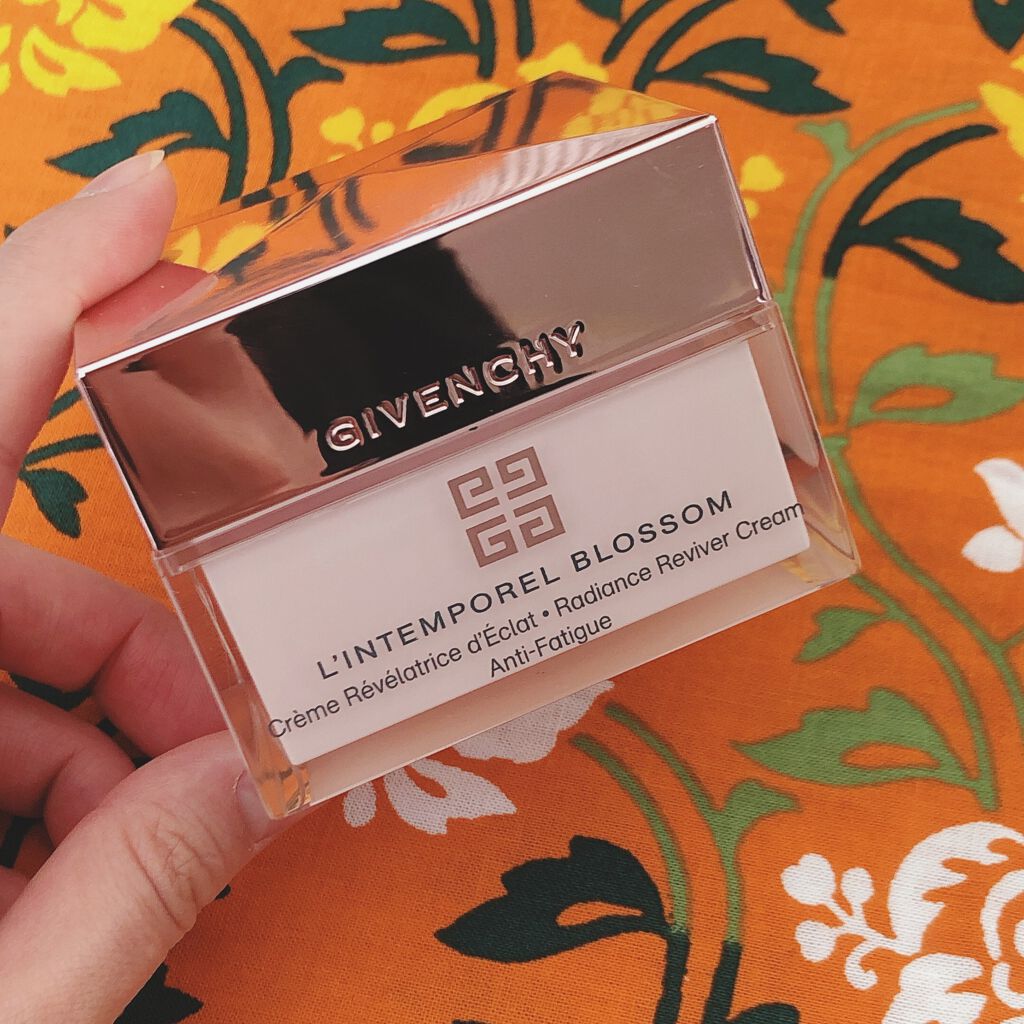 GIVENCHY
L'INTEMPOREL BLOSSOM
Crème Révélatrice d'Éclat • Radiance Reviver Cream
Anti-Fatigue